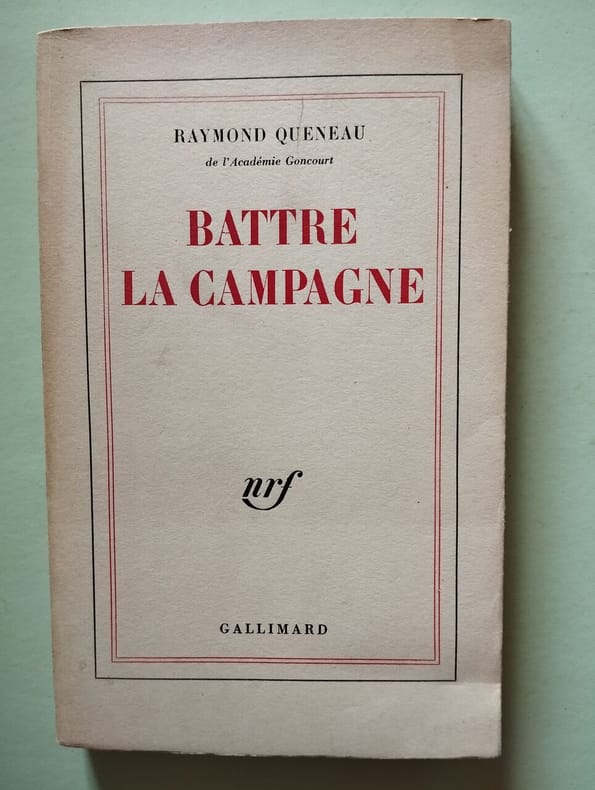 RAYMOND QUENEAU
de l'Académie Goncourt
BATTRE
LA CAMPAGNE
nrf
GALLIMARD